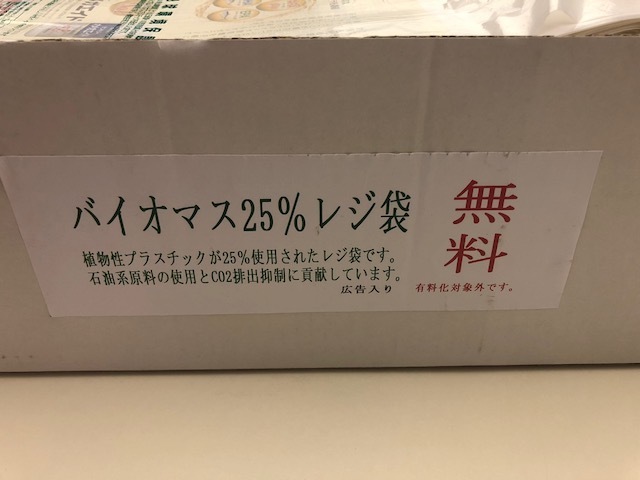 バイオマス25%レジ袋
植物性プラスチックが25%使用されたレジ袋です。
石油系原料の使用とCO2排出抑制に貢献しています。
広告入り
無料
有料化対象外です。